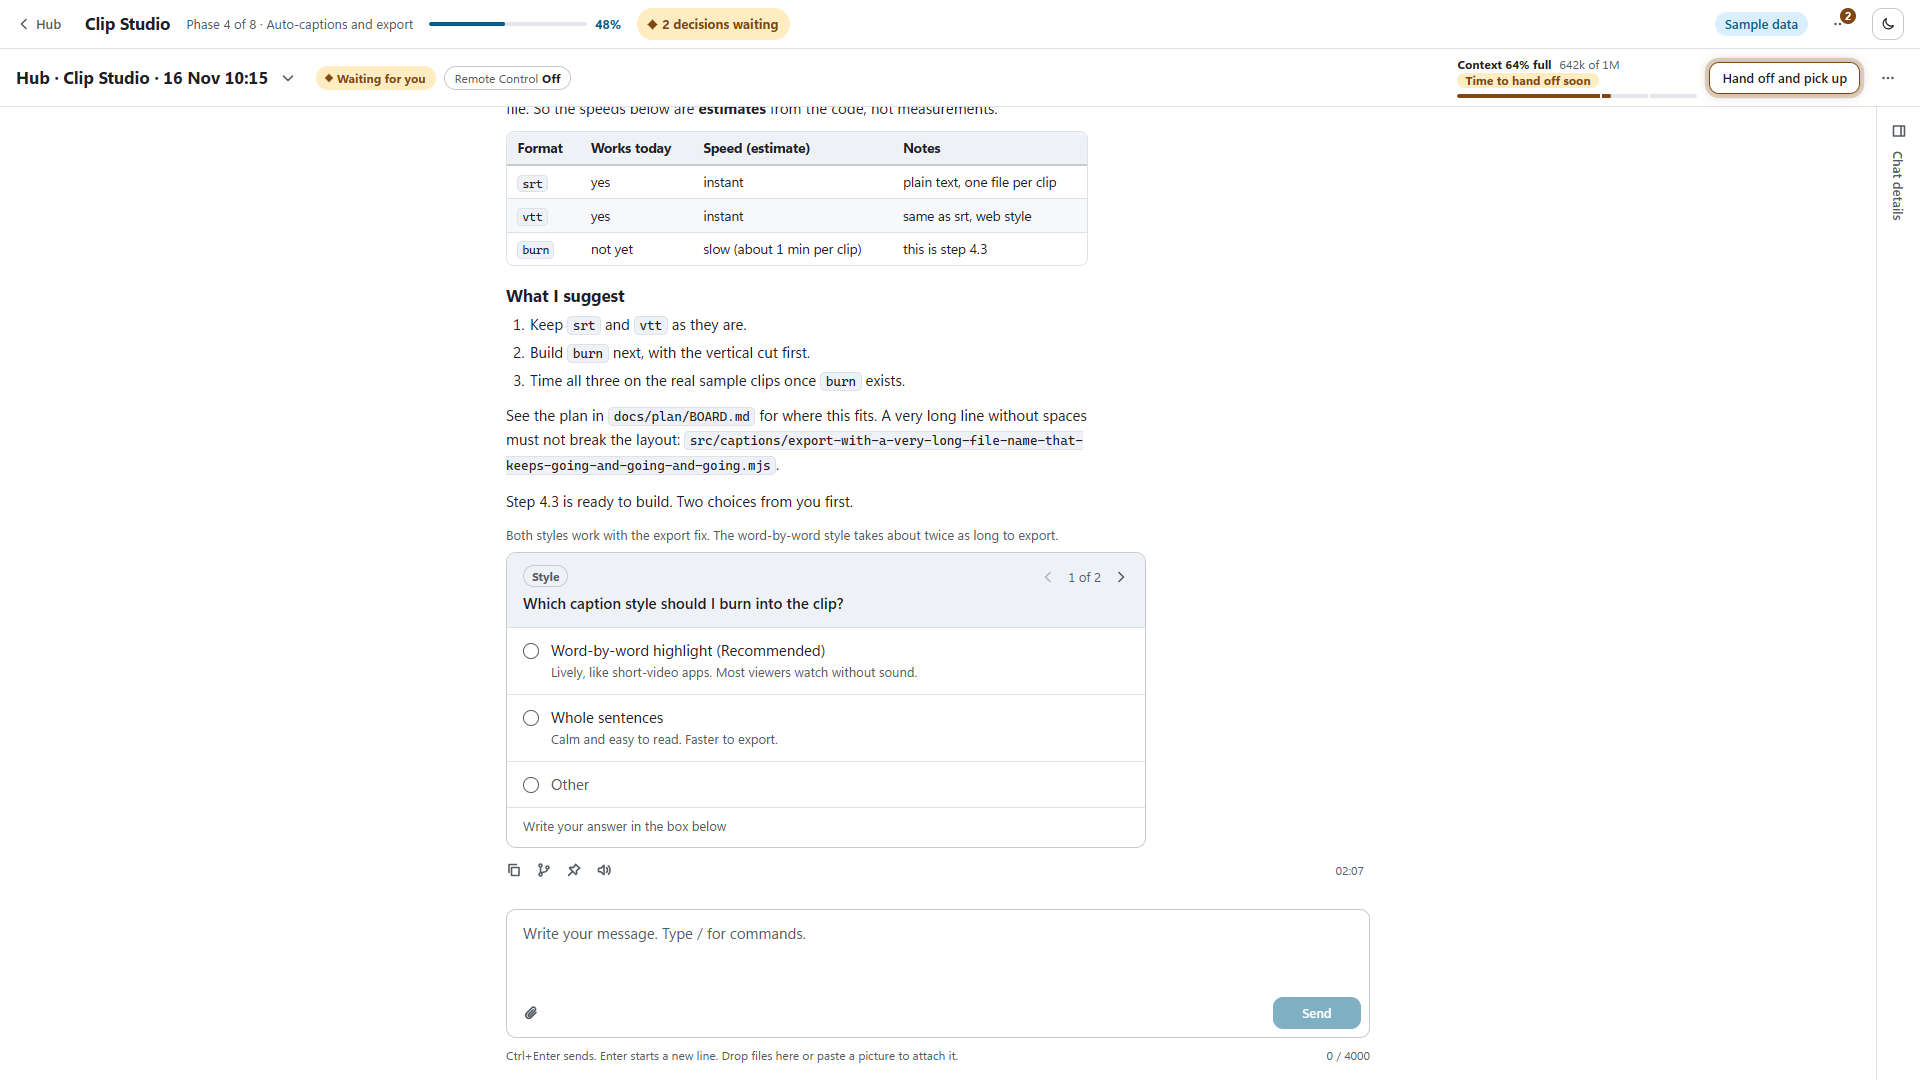 Hub Clip Studio Phase 4 of 8 · Auto-captions and export 48% ◆ 2 decisions waiting Sample data 2
Hub · Clip Studio · 16 Nov 10:15 ◆ Waiting for you Remote Control Off Context 64% full 642k of 1M Hand off and pick up
Time to hand off soon
file. So the speeds below are estimates from the code, not measurements.
Format Works today Speed (estimate) Notes
srt yes instant plain text, one file per clip
vtt yes instant same as srt, web style
burn not yet slow (about 1 min per clip) this is step 4.3
Chat details
What I suggest
1. Keep srt and vtt as they are.
2. Build burn next, with the vertical cut first.
3. Time all three on the real sample clips once burn exists.
See the plan in docs/plan/BOARD.md for where this fits. A very long line without spaces
must not break the layout: src/captions/export-with-a-very-long-file-name-that-
keeps-going-and-going-and-going.mjs.
Step 4.3 is ready to build. Two choices from you first.
Both styles work with the export fix. The word-by-word style takes about twice as long to export.
Style 1 of 2
Which caption style should I burn into the clip?
Word-by-word highlight (Recommended)
Lively, like short-video apps. Most viewers watch without sound.
Whole sentences
Calm and easy to read. Faster to export.
Other
Write your answer in the box below
02:07
Write your message. Type / for commands.
Send
Ctrl+Enter sends. Enter starts a new line. Drop files here or paste a picture to attach it. 0 / 4000